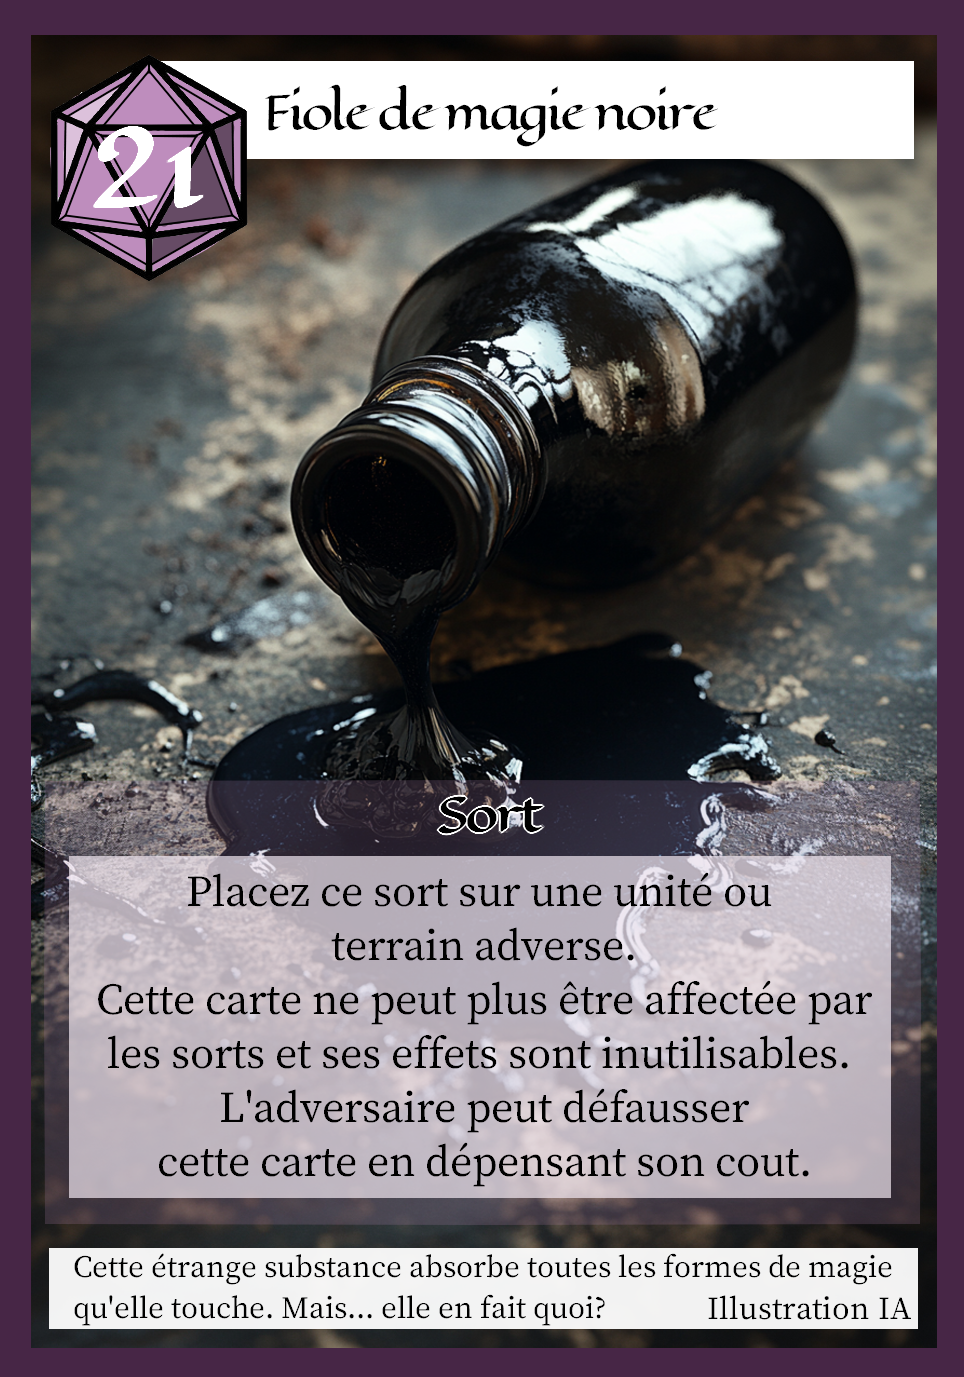 21
Fiole de magie noire
Sort
Placez ce sort sur une unité ou
terrain adverse.
Cette carte ne peut plus être affectée par
les sorts et ses effets sont inutilisables.
L'adversaire peut défausser
cette carte en dépensant son cout.
Cette étrange substance absorbe toutes les formes de magie
qu'elle touche. Mais... elle en fait quoi?
Illustration IA